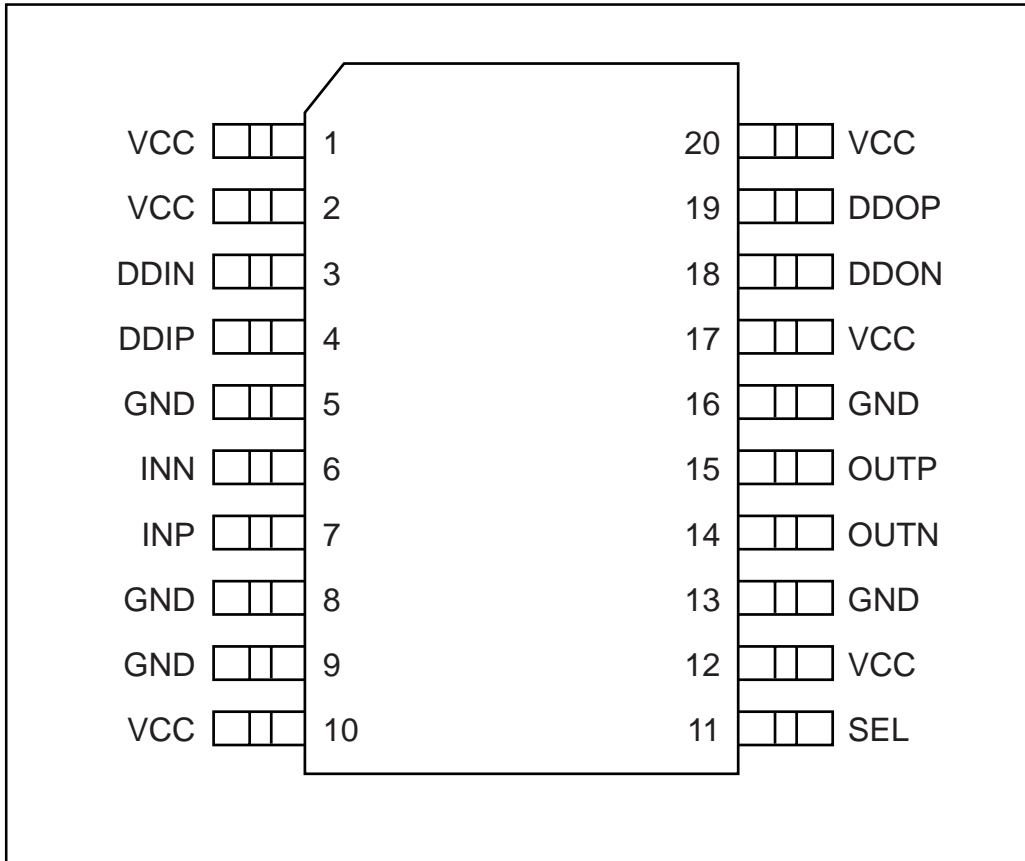 VCC 1 20 VCC
VCC 2 19 DDOP
DDIN 3 18 DDON
DDIP 4 17 VCC
GND 5 16 GND
INN 6 15 OUTP
INP 7 14 OUTN
GND 8 13 GND
GND 9 12 VCC
VCC 10 11 SEL